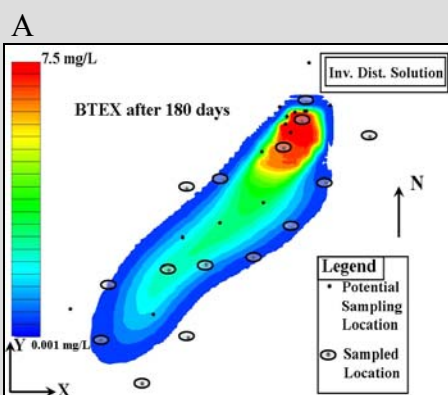 A
7.5 mg/L
Inv. Dist. Solution
BTEX after 180 days
N
Legend
Potential
Sampling
Location
Sampled
Location
Y
0.001 mg/L
X